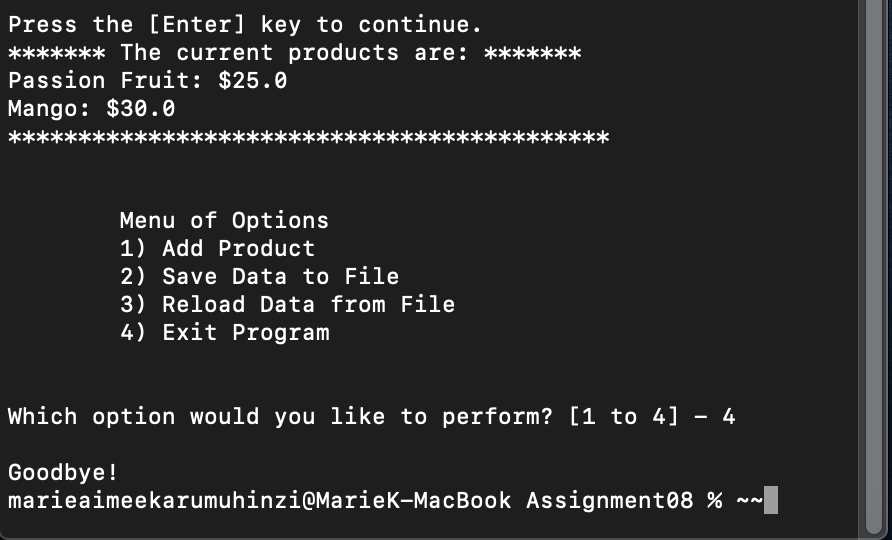 Press the [Enter] key to continue.
******* The current products are: *******
Passion Fruit: $25.0
Mango: $30.0
*******************************************
Menu of Options
1) Add Product
2) Save Data to File
3) Reload Data from File
4) Exit Program
Which option would you like to perform? [1 to 4] - 4
Goodbye!
marieaimeekarumuhinzi@MarieK-MacBook Assignment08 % ~~